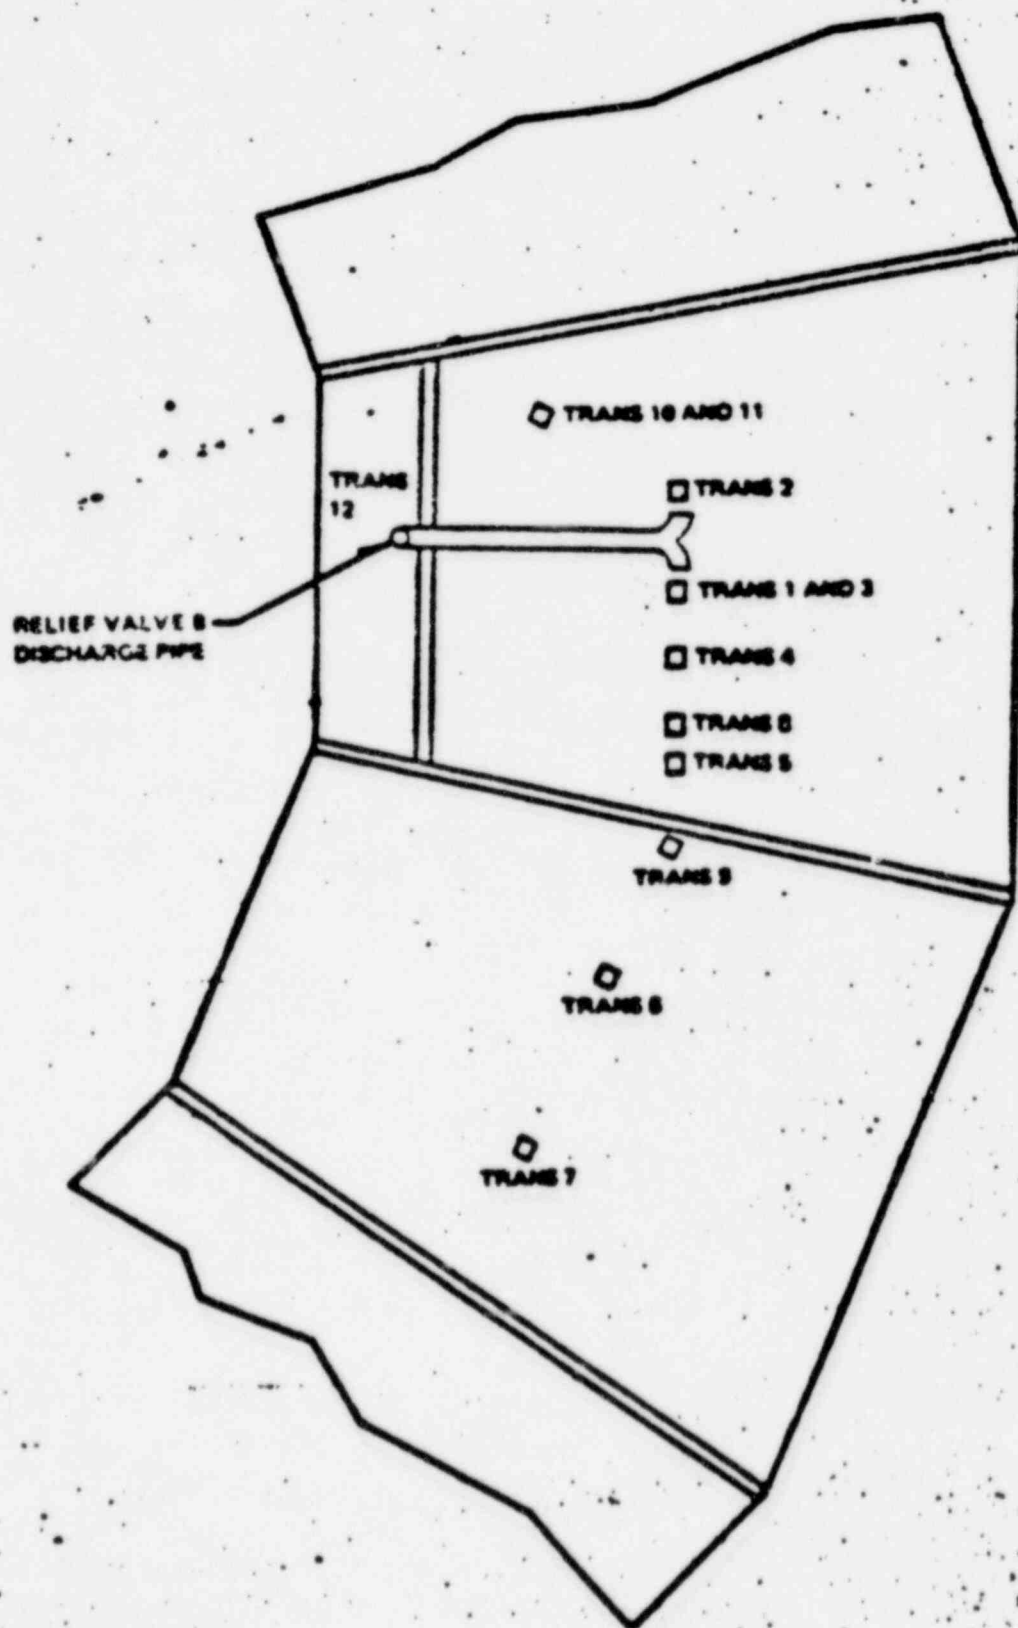 TRANS 10 AND 11
TRANS
12
TRANS 2
TRANS 1 AND 3
RELIEF VALVE B
DISCHARGE PIPE
TRANS 4
TRANS
TRANS 5
TRANS 9
TRANS
TRANS 7